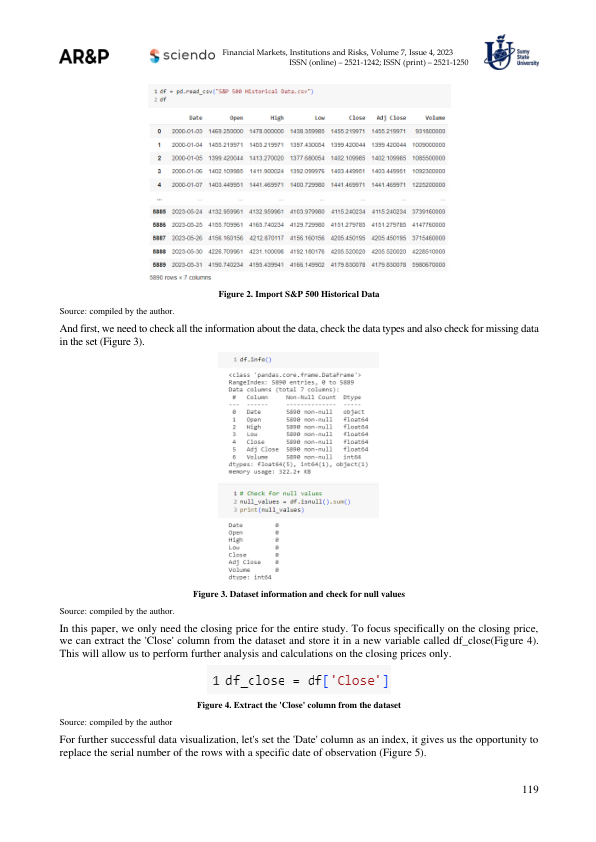 AR&P
sciendo
Financial Markets, Institutions and Risks, Volume 7, Issue 4, 2023
ISSN (online) – 2521-1242; ISSN (print) – 2521-1250
Sumy
State
University
1 df = pd.read_csv("S&P 500 Historical Data.csv")
2 df
Date Open High Low Close Adj Close Volume
0 2000-01-03 1469.250000 1478.000000 1438.359985 1455.219971 1455.219971 931800000
1 2000-01-04 1455.219971 1455.219971 1397.430054 1399.420044 1399.420044 1009000000
2 2000-01-05 1399.420044 1413.270020 1377.680054 1402.109985 1402.109985 1085500000
3 2000-01-06 1402.109985 1411.900024 1392.099976 1403.449951 1403.449951 1092300000
4 2000-01-07 1403.449951 1441.469971 1400.729980 1441.469971 1441.469971 1225200000
... ... ... ... ... ... ... ...
5885 2023-05-24 4132.959961 4132.959961 4103.979980 4115.240234 4115.240234 3739160000
5886 2023-05-25 4155.709961 4165.740234 4129.729980 4151.279785 4151.279785 4147760000
5887 2023-05-26 4156.160156 4212.870117 4156.160156 4205.450195 4205.450195 3715460000
5888 2023-05-30 4226.709961 4231.100098 4192.180176 4205.520020 4205.520020 4228510000
5889 2023-05-31 4190.740234 4195.439941 4166.149902 4179.830078 4179.830078 5980670000
5890 rows × 7 columns
Figure 2. Import S&P 500 Historical Data
Source: compiled by the author.
And first, we need to check all the information about the data, check the data types and also check for missing data
in the set (Figure 3).
1 df.info()
<class 'pandas.core.frame.DataFrame'>
RangeIndex: 5890 entries, 0 to 5889
Data columns (total 7 columns):
# Column Non-Null Count Dtype
--- ------ -------------- -----
0 Date 5890 non-null object
1 Open 5890 non-null float64
2 High 5890 non-null float64
3 Low 5890 non-null float64
4 Close 5890 non-null float64
5 Adj Close 5890 non-null float64
6 Volume 5890 non-null int64
dtypes: float64(5), int64(1), object(1)
memory usage: 322.2+ KB
1 # Check for null values
2 null_values = df.isnull().sum()
3 print(null_values)
Date 0
Open 0
High 0
Low 0
Close 0
Adj Close 0
Volume 0
dtype: int64
Figure 3. Dataset information and check for null values
Source: compiled by the author.
In this paper, we only need the closing price for the entire study. To focus specifically on the closing price,
we can extract the 'Close' column from the dataset and store it in a new variable called df_close(Figure 4).
This will allow us to perform further analysis and calculations on the closing prices only.
1 df_close = df['Close']
Figure 4. Extract the 'Close' column from the dataset
Source: compiled by the author
For further successful data visualization, let's set the 'Date' column as an index, it gives us the opportunity to
replace the serial number of the rows with a specific date of observation (Figure 5).
119